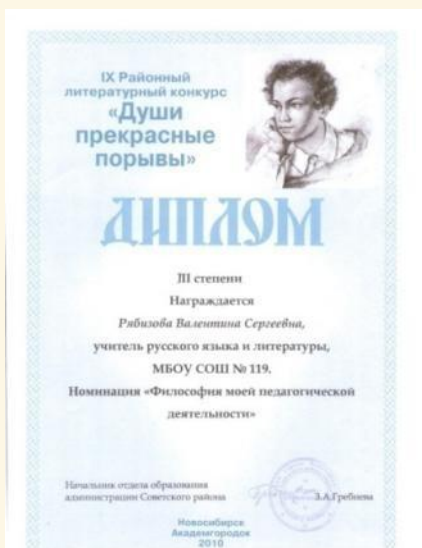 IX Районный
литературный конкурс
«Души
прекрасные
порывы»
ДИПЛОМ
III степени
Награждается
Рябизова Валентина Сергеевна,
учитель русского языка и литературы,
МБОУ СОШ № 119.
Номинация «Философия моей педагогической
деятельности»
Начальник отдела образования
администрации Советского района
З.А.Гребнева
Новосибирск
Академгородок
2010